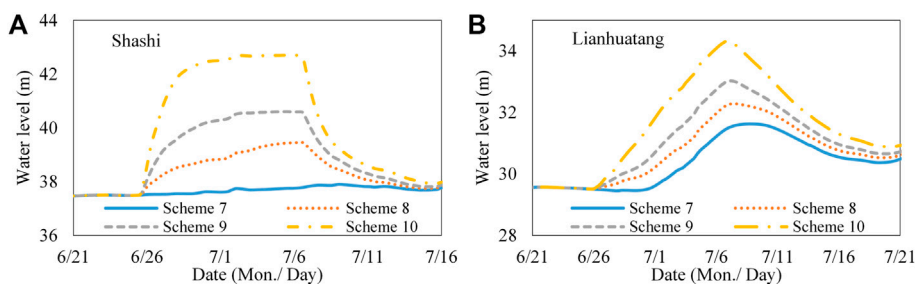 A
Shashi
Water level (m)
44
42
40
38
36
Scheme 7
Scheme 8
Scheme 9
Scheme 10
6/21 6/26 7/1 7/6 7/11 7/16
Date (Mon./ Day)
B
Lianhuatang
Water level (m)
34
32
30
28
Scheme 7
Scheme 8
Scheme 9
Scheme 10
6/21 6/26 7/1 7/6 7/11 7/16 7/21
Date (Mon./ Day)